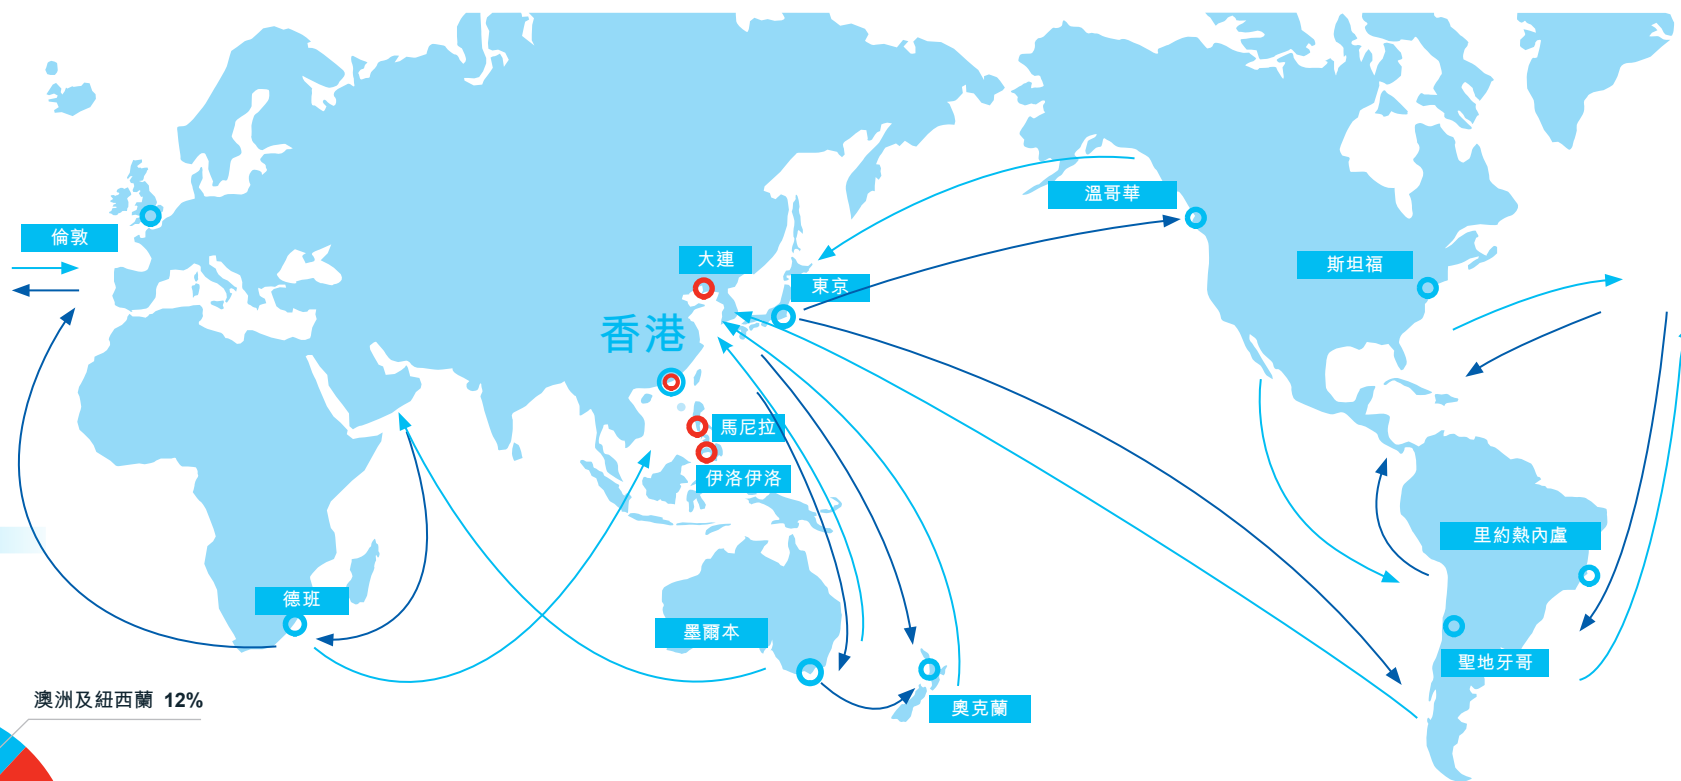 溫哥華
倫敦
大連
斯坦福
東京
香港
馬尼拉
伊洛伊洛
里約熱內盧
德班
墨爾本
聖地牙哥
澳洲及紐西蘭 12%
奧克蘭